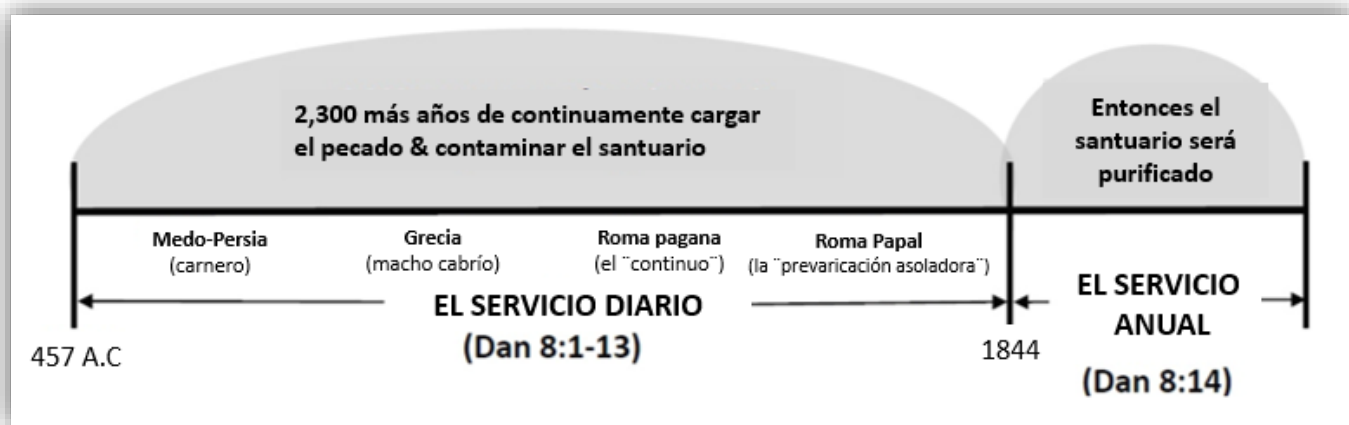 2,300 más años de continuamente cargar
el pecado & contaminar el santuario
Entonces el
santuario será
purificado
Medo-Persia
(carnero)
Grecia
(macho cabrío)
Roma pagana
(el ¨continuo¨)
Roma Papal
(la ¨prevaricación asoladora¨)
EL SERVICIO DIARIO
(Dan 8:1-13)
EL SERVICIO
ANUAL
(Dan 8:14)
457 A.C
1844